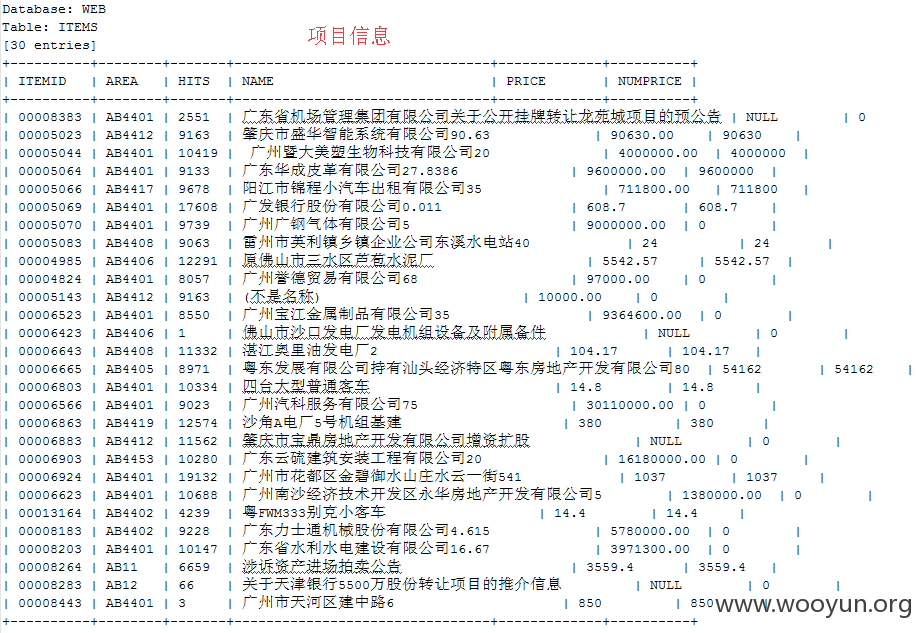 Database: WEB
Table: ITEMS
项目信息
[30 entries]
+----------+--------+-------+--------------------------------+-------------+----------+
| ITEMID | AREA | HITS | NAME | PRICE | NUMPRICE |
+----------+--------+-------+--------------------------------+-------------+----------+
| 00008383 | AB4401 | 2551 | 广东省机场管理集团有限公司关于公开挂牌转让龙苑城项目的预公告 | NULL | 0
| 00005023 | AB4412 | 9163 | 肇庆市盛华智能系统有限公司90.63 | 90630.00 | 90630 |
| 00005044 | AB4401 | 10419 | 广州暨大美塑生物科技有限公司20 | 4000000.00 | 4000000 |
| 00005064 | AB4401 | 9133 | 广东华成皮革有限公司27.8386 | 9600000.00 | 9600000 |
| 00005066 | AB4417 | 9678 | 阳江市锦程小汽车出租有限公司35 | 711800.00 | 711800 |
| 00005069 | AB4401 | 17608 | 广发银行股份有限公司0.011 | 608.7 | 608.7 |
| 00005070 | AB4401 | 9739 | 广州广钢气体有限公司5 | 9000000.00 | 0 |
| 00005083 | AB4408 | 9063 | 雷州市英利镇乡镇企业公司东溪水电站40 | 24 | 24 |
| 00004985 | AB4406 | 12291 | 原佛山市三水区芦苞水泥厂 | 5542.57 | 5542.57 |
| 00004824 | AB4401 | 8057 | 广州誉德贸易有限公司68 | 97000.00 | 0 |
| 00005143 | AB4412 | 9163 | (不是名称) | 10000.00 | 0 |
| 00006523 | AB4401 | 8550 | 广州宝江金属制品有限公司35 | 9364600.00 | 0 |
| 00006423 | AB4406 | 1 | 佛山市沙口发电厂发电机组设备及附属备件 | NULL | 0 |
| 00006643 | AB4408 | 11332 | 湛江奥里油发电厂2 | 104.17 | 104.17 |
| 00006665 | AB4405 | 8971 | 粤东发展有限公司持有汕头经济特区粤东房地产开发有限公司80 | 54162 | 54162 |
| 00006803 | AB4401 | 10334 | 四台大型普通客车 | 14.8 | 14.8 |
| 00006566 | AB4401 | 9023 | 广州汽科服务有限公司75 | 30110000.00 | 0 |
| 00006863 | AB4419 | 12574 | 沙角A电厂5号机组基建 | 380 | 380 |
| 00006883 | AB4412 | 11562 | 肇庆市宝鼎房地产开发有限公司增资扩股 | NULL | 0 |
| 00006903 | AB4453 | 10280 | 广东云硫建筑安装工程有限公司20 | 16180000.00 | 0 |
| 00006924 | AB4401 | 19132 | 广州市花都区金碧御水山庄水云一街541 | 1037 | 1037 |
| 00006623 | AB4401 | 10688 | 广州南沙经济技术开发区永华房地产开发有限公司5 | 1380000.00 | 0 |
| 00013164 | AB4402 | 4239 | 粤FWM333别克小客车 | 14.4 | 14.4 |
| 00008183 | AB4402 | 9228 | 广东力士通机械股份有限公司4.615 | 5780000.00 | 0 |
| 00008203 | AB4401 | 10147 | 广东省水利水电建设有限公司16.67 | 3971300.00 | 0 |
| 00008264 | AB11 | 6659 | 涉诉资产进场拍卖公告 | 3559.4 | 3559.4 |
| 00008283 | AB12 | 66 | 关于天津银行5500万股份转让项目的推介信息 | NULL | 0 |
| 00008443 | AB4401 | 3 | 广州市天河区建中路6 | 850 | 850
www.wooyun.org
+----------+--------+-------+--------------------------------+-------------+----------+